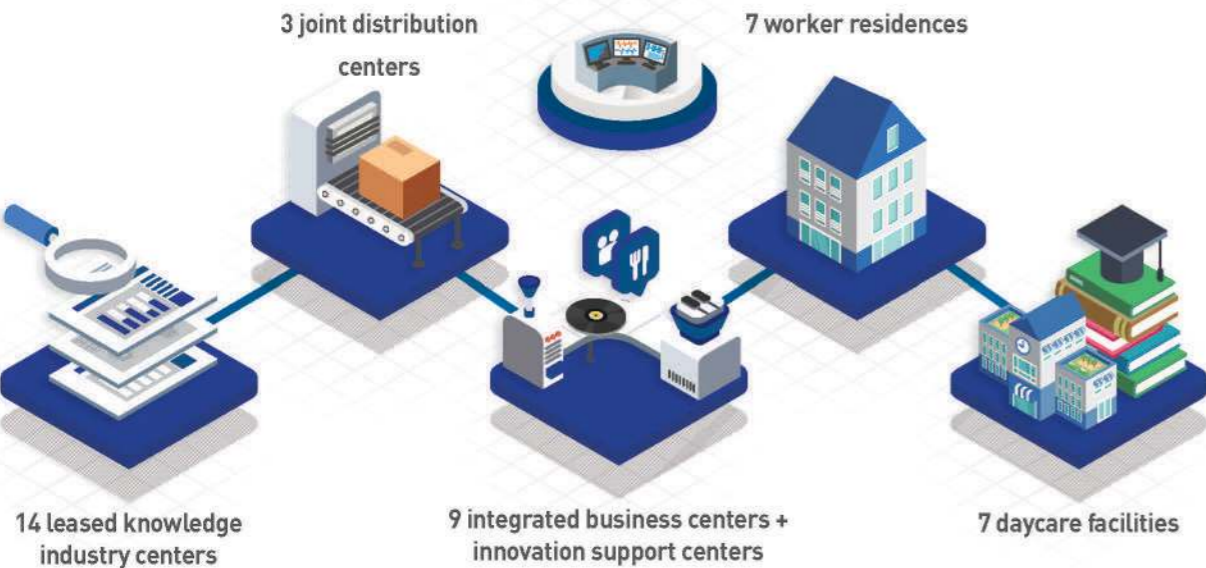 3 joint distribution
centers
7 worker residences
14 leased knowledge
industry centers
9 integrated business centers +
innovation support centers
7 daycare facilities